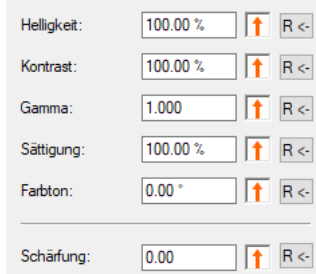 Helligkeit: 100.00 % R <-
Kontrast: 100.00 % R <-
Gamma: 1.000 R <-
Sättigung: 100.00 % R <-
Farbton: 0.00 ° R <-
Schärfung: 0.00 R <-